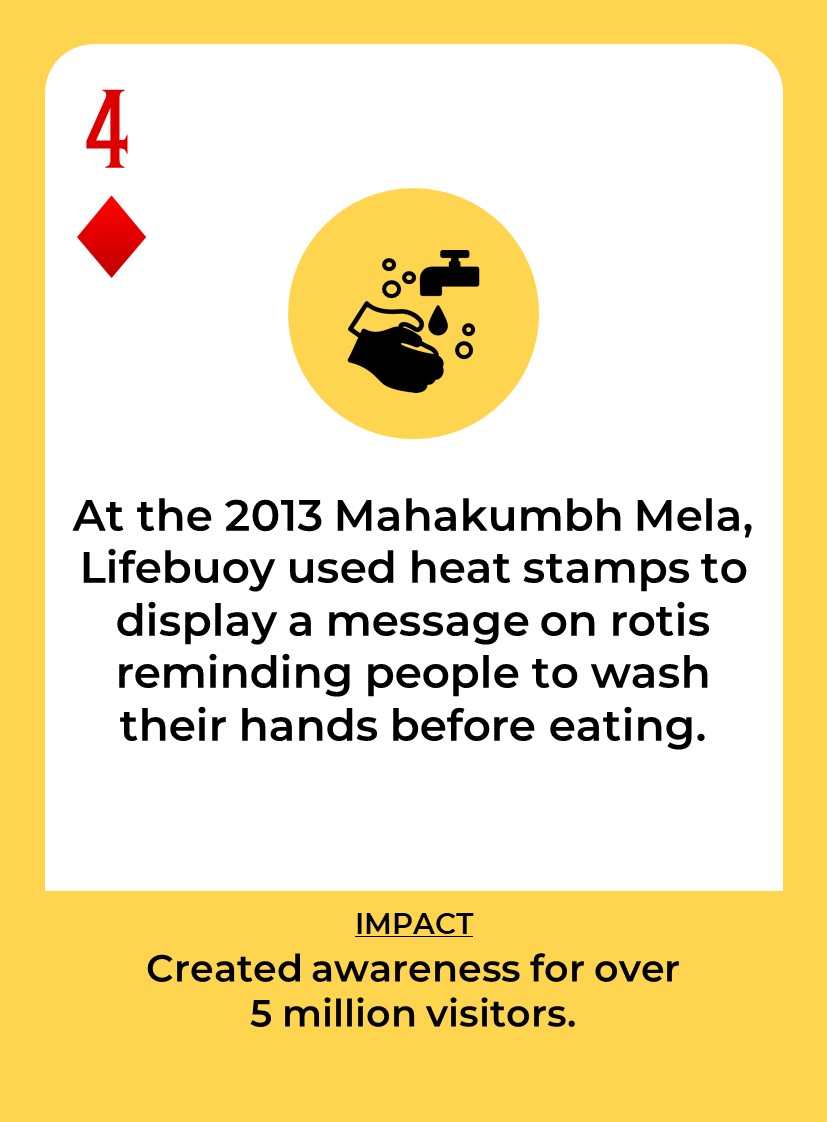 4
At the 2013 Mahakumbh Mela,
Lifebuoy used heat stamps to
display a message on rotis
reminding people to wash
their hands before eating.
IMPACT
Created awareness for over
5 million visitors.